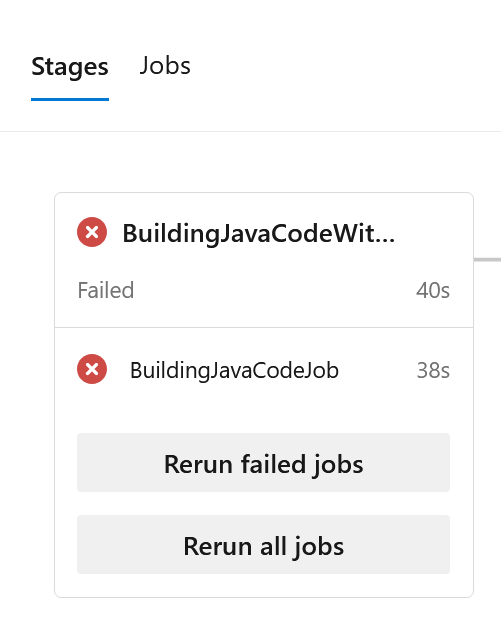 Stages Jobs
BuildingJavaCodeWit...
Failed 40s
BuildingJavaCodeJob 38s
Rerun failed jobs
Rerun all jobs